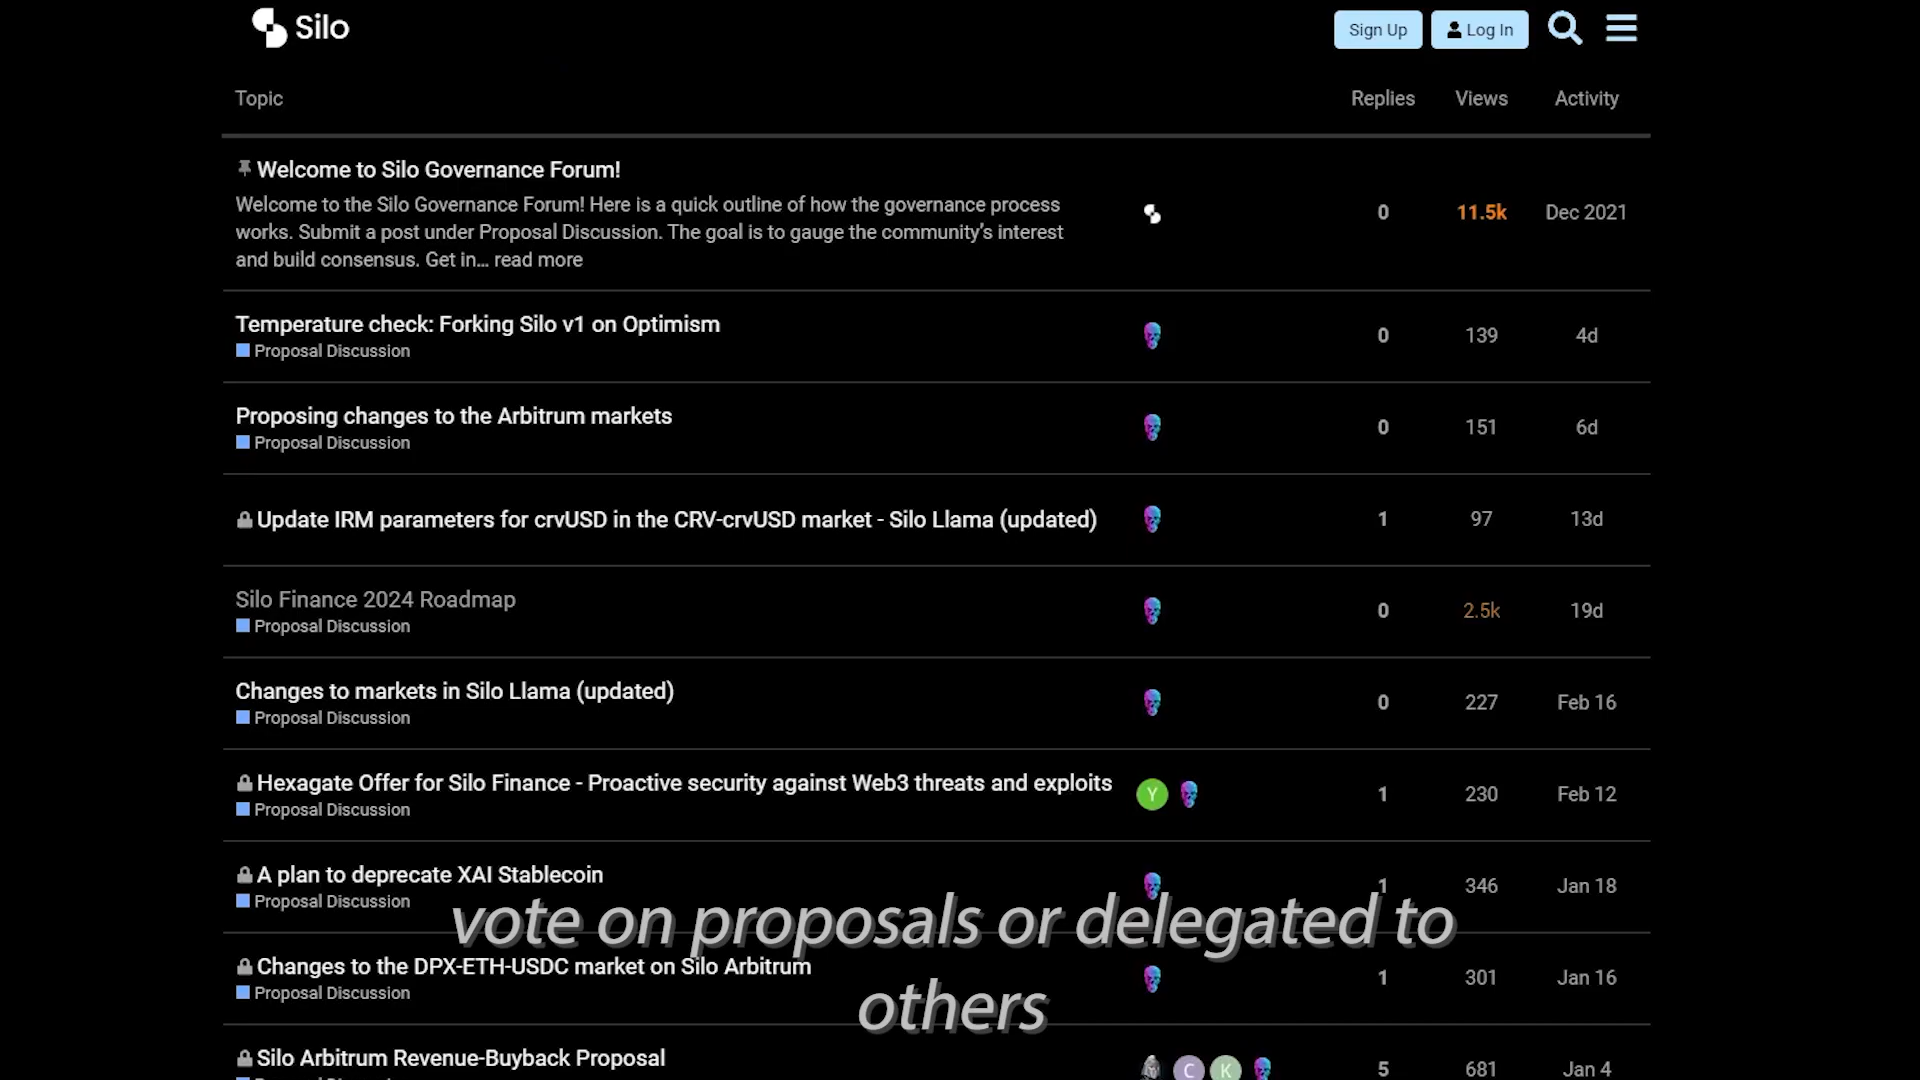 Silo
Sign Up
Log In
Topic Replies Views Activity
Welcome to Silo Governance Forum!
Welcome to the Silo Governance Forum! Here is a quick outline of how the governance process
works. Submit a post under Proposal Discussion. The goal is to gauge the community's interest
and build consensus. Get in... read more
0 11.5k Dec 2021
Temperature check: Forking Silo v1 on Optimism
Proposal Discussion
0 139 4d
Proposing changes to the Arbitrum markets
Proposal Discussion
0 151 6d
Update IRM parameters for crvUSD in the CRV-crvUSD market - Silo Llama (updated)
1 97 13d
Silo Finance 2024 Roadmap
Proposal Discussion
0 2.5k 19d
Changes to markets in Silo Llama (updated)
Proposal Discussion
0 227 Feb 16
Hexagate Offer for Silo Finance - Proactive security against Web3 threats and exploits
Proposal Discussion
Y
1 230 Feb 12
A plan to deprecate XAI Stablecoin
Proposal Discussion
1 346 Jan 18
vote on proposals or delegated to
others
Changes to the DPX-ETH-USDC market on Silo Arbitrum
Proposal Discussion
1 301 Jan 16
Silo Arbitrum Revenue-Buyback Proposal
C K
5 681 Jan 4